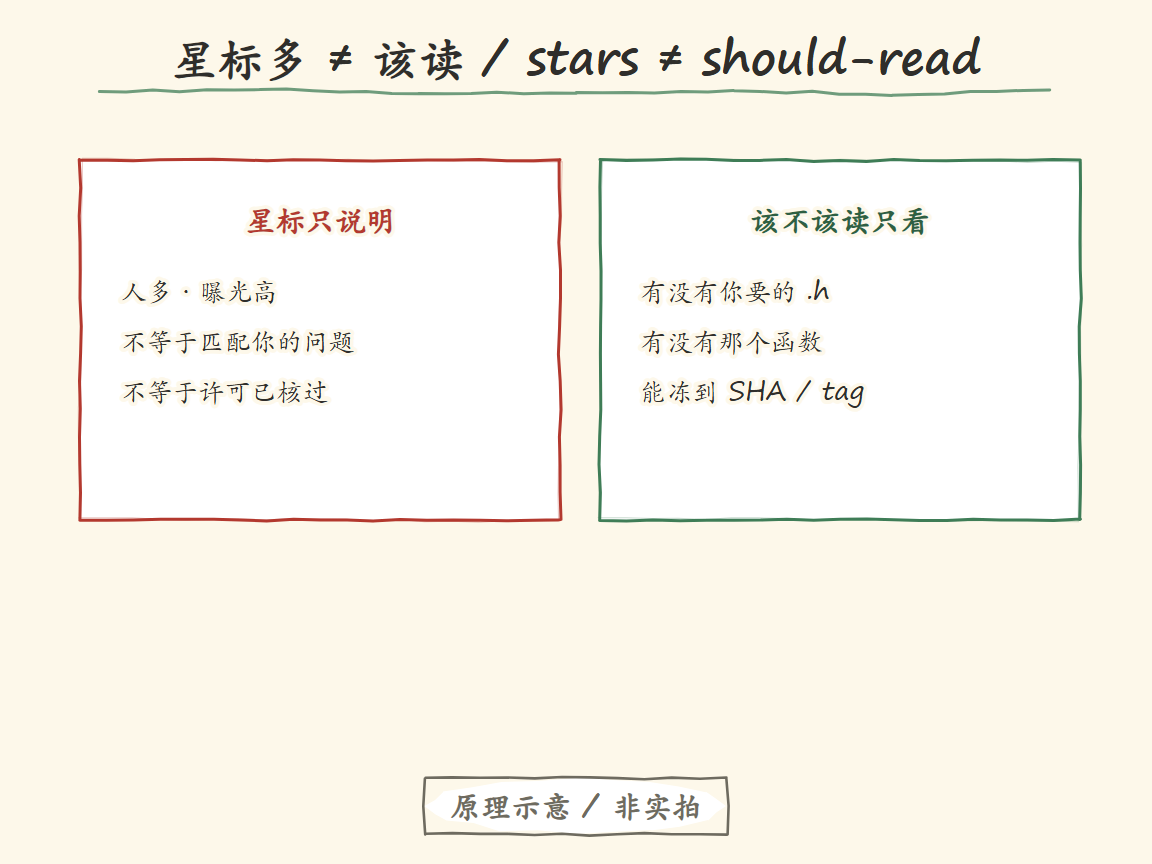 星标多 ≠ 该读 / stars ≠ should-read
星标只说明
人多 · 曝光高
不等于匹配你的问题
不等于许可已核过
该不该读只看
有没有你要的 .h
有没有那个函数
能冻到 SHA / tag
原理示意 / 非实拍